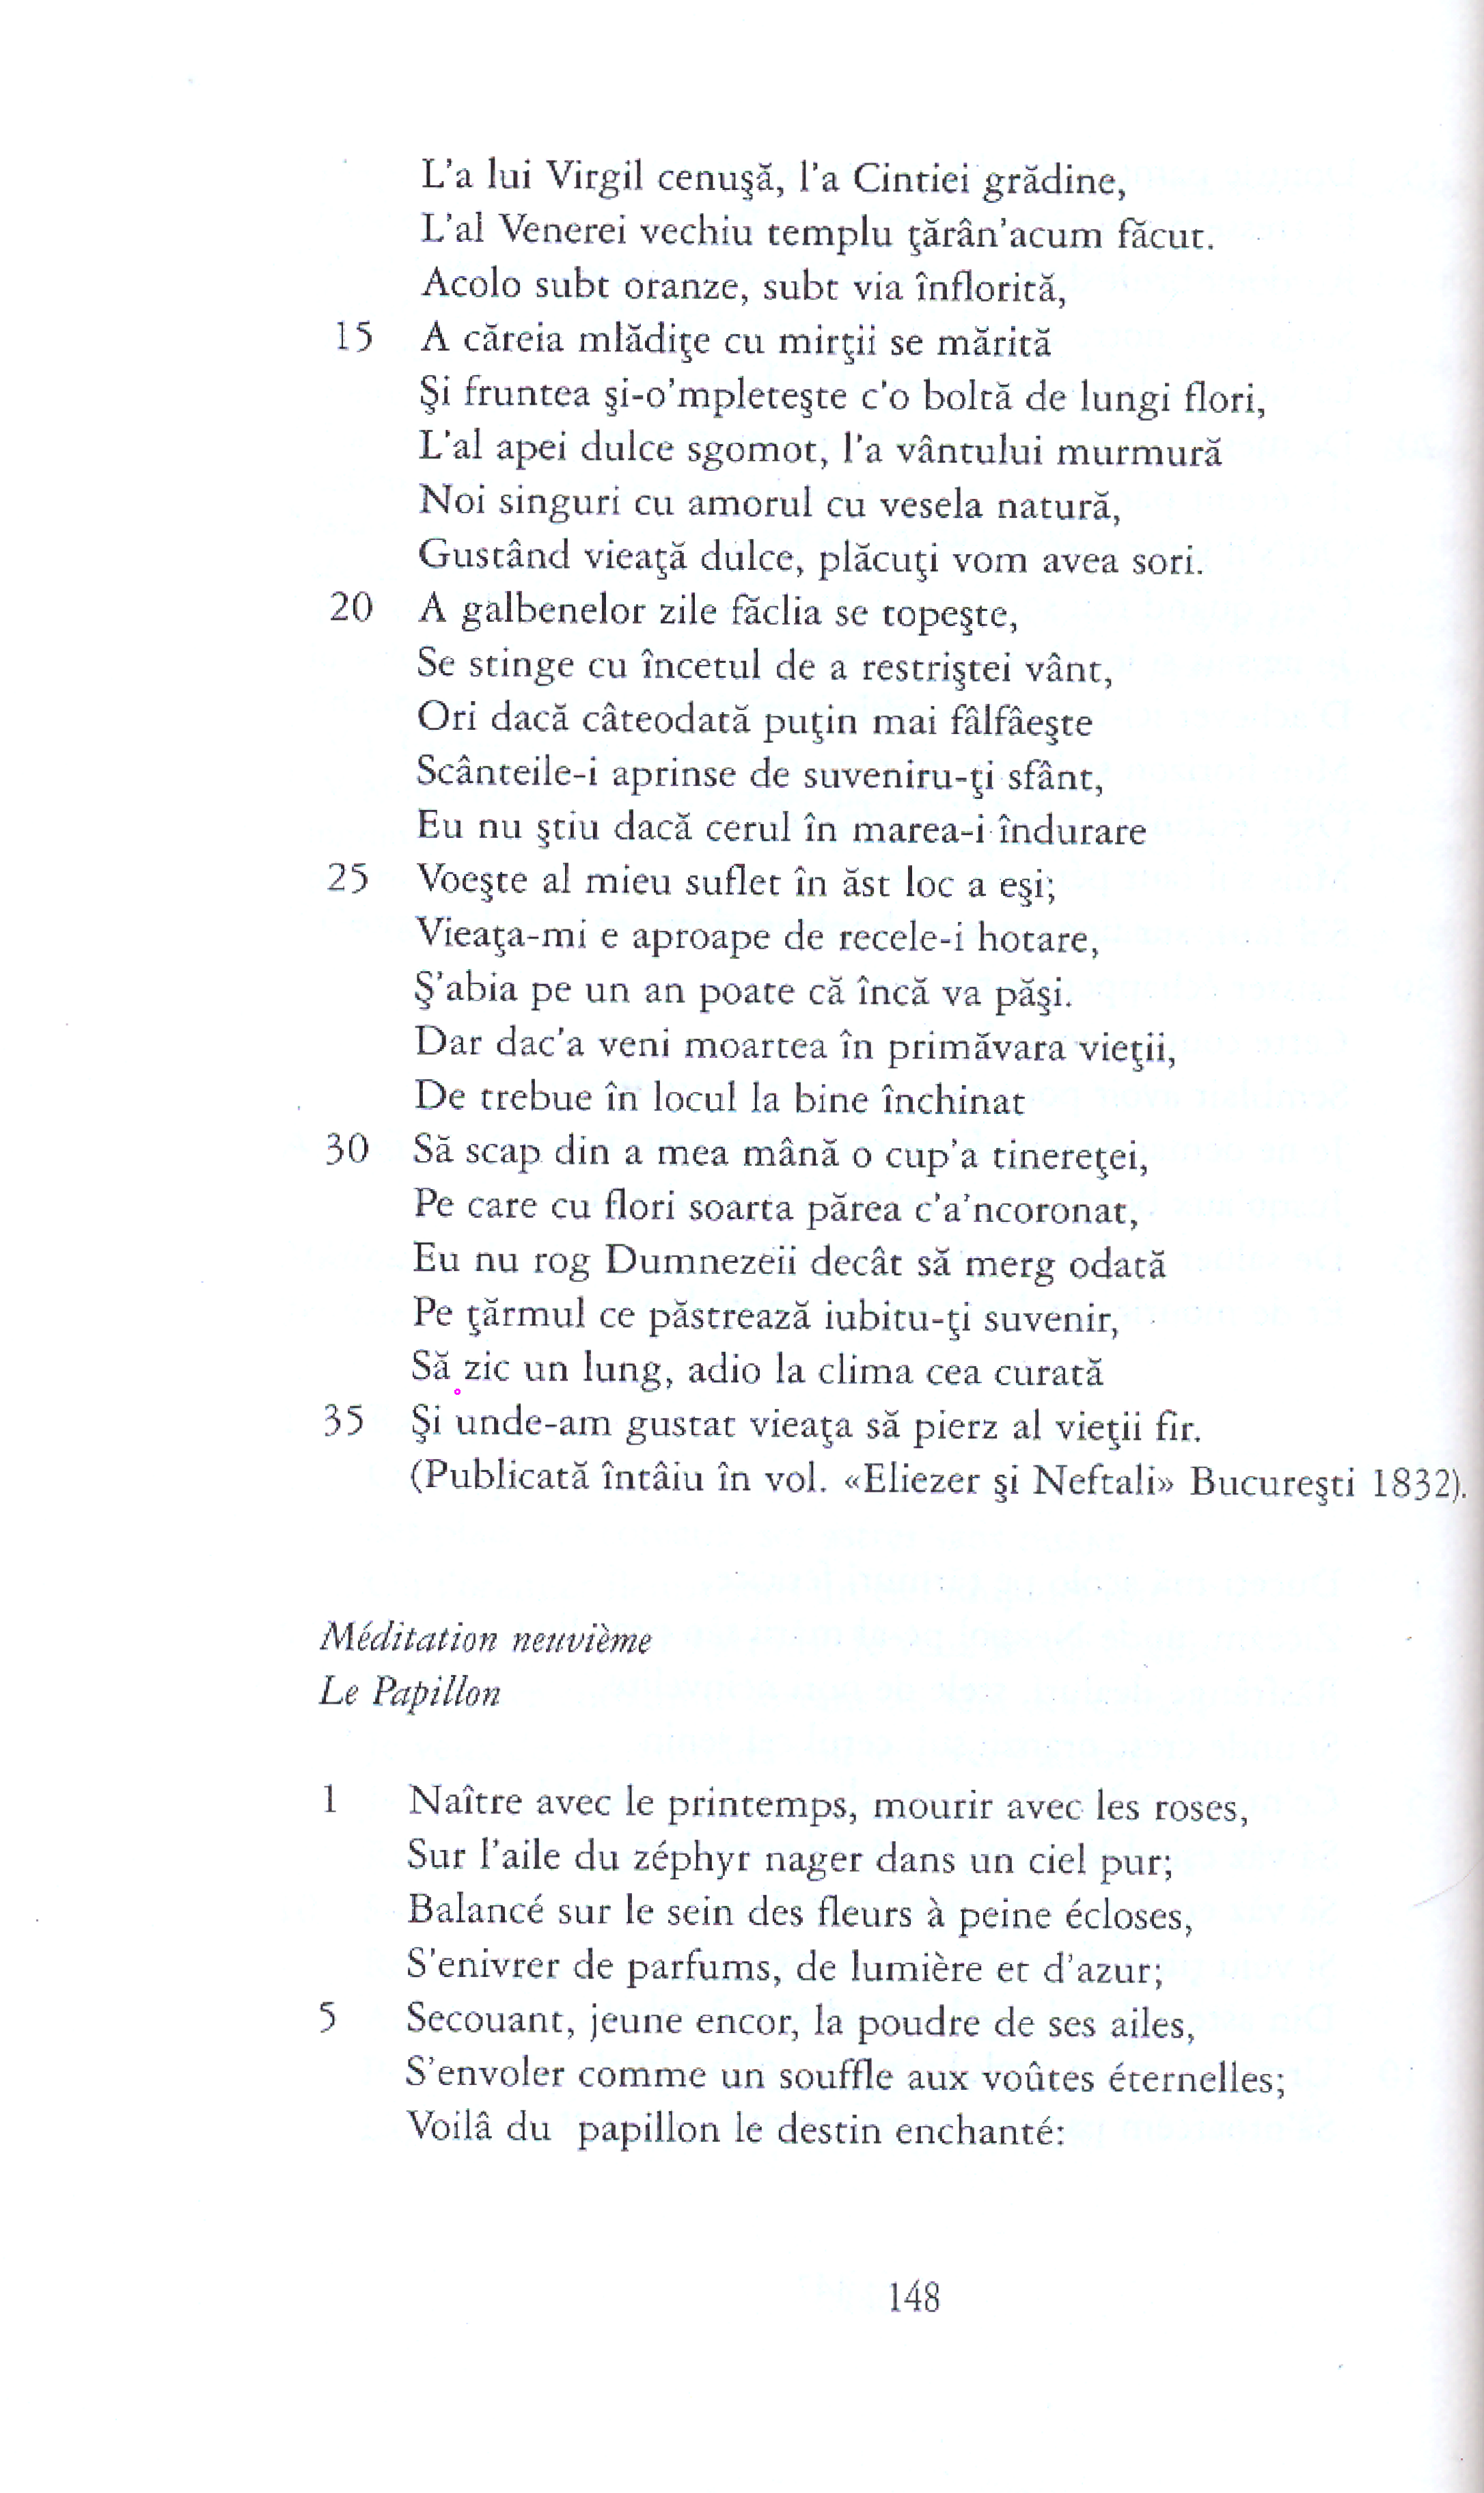 L'a lui Virgil cenuşă, l'a Cintiei grădine,
L'al Venerei vechiu templu ţărân'acum făcut.
Acolo subt oranze, subt via înflorită,
15 A căreia mlădiţe cu mirţii se mărită
Şi fruntea şi-o'mpleteşte c'o boltă de lungi flori,
L'al apei dulce sgomot, l'a vântului murmură
Noi singuri cu amorul cu vesela natură,
Gustând vieaţă dulce, plăcuţi vom avea sori.
20 A galbenelor zile făclia se topeşte,
Se stinge cu încetul de a restriştei vânt,
Ori dacă câteodată puţin mai fâlfâeşte
Scânteile-i aprinse de suveniru-ţi sfânt,
Eu nu ştiu dacă cerul în marea-i îndurare
25 Voeşte al mieu suflet în ăst loc a eşi;
Vieaţa-mi e aproape de recele-i hotare,
Ş'abia pe un an poate că încă va păşi.
Dar dac'a veni moartea în primăvara vieţii,
De trebue în locul la bine închinat
30 Să scap din a mea mână o cup'a tinereţei,
Pe care cu flori soarta părea c'a'ncoronat,
Eu nu rog Dumnezeii decât să merg odată
Pe ţărmul ce păstrează iubitu-ţi suvenir,
Să zic un lung, adio la clima cea curată
35 Şi unde-am gustat vieaţa să pierz al vieţii fir.
(Publicată întâiu în vol. «Eliezer şi Neftali» Bucureşti 1832).
Méditation neuvième
Le Papillon
1 Naître avec le printemps, mourir avec les roses,
Sur l'aile du zéphyr nager dans un ciel pur;
Balancé sur le sein des fleurs à peine écloses,
S'enivrer de parfums, de lumière et d'azur;
5 Secouant, jeune encor, la poudre de ses ailes,
S'envoler comme un souffle aux voûtes éternelles;
Voilâ du papillon le destin enchanté:
148